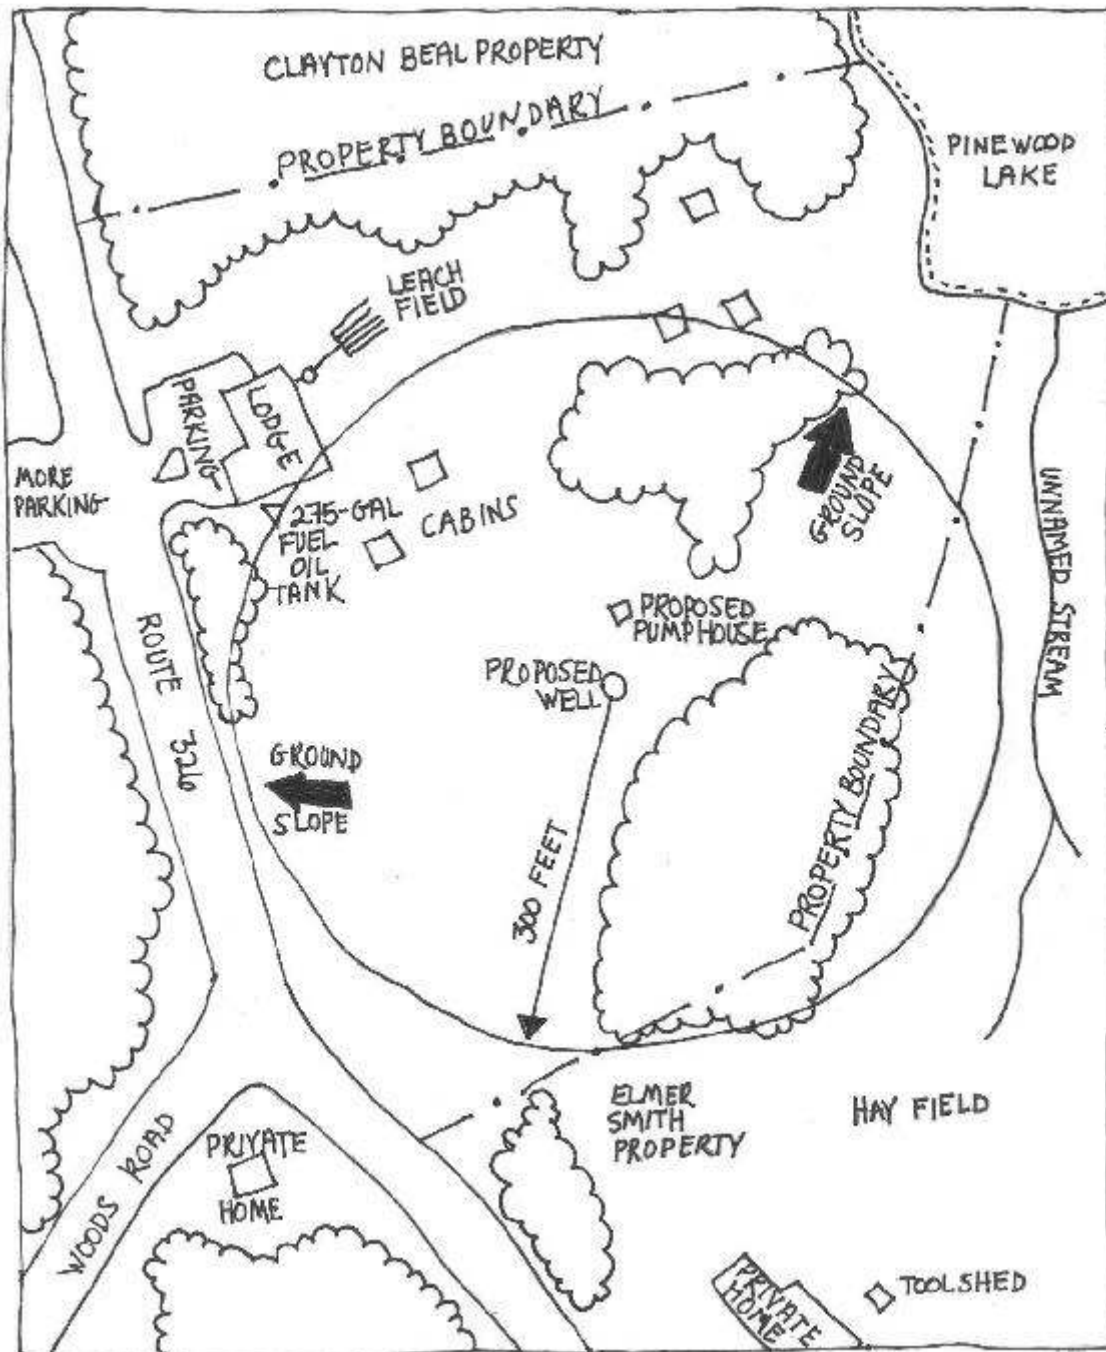 CLAYTON BEAL PROPERTY
PROPERTY BOUNDARY
PINEWOOD
LAKE
LEACH
FIELD
PARKING
LODGE
MORE
PARKING
275-GAL
FUEL
OIL
TANK
CABINS
GROUND
SLOPE
UNNAMED STREAM
ROUTE 326
PROPOSED
PUMPHOUSE
PROPOSED
WELL
GROUND
SLOPE
300 FEET
PROPERTY BOUNDARY
ELMER
SMITH
PROPERTY
HAY FIELD
WOODS ROAD
PRIVATE
HOME
PRIVATE
HOME
TOOLSHED